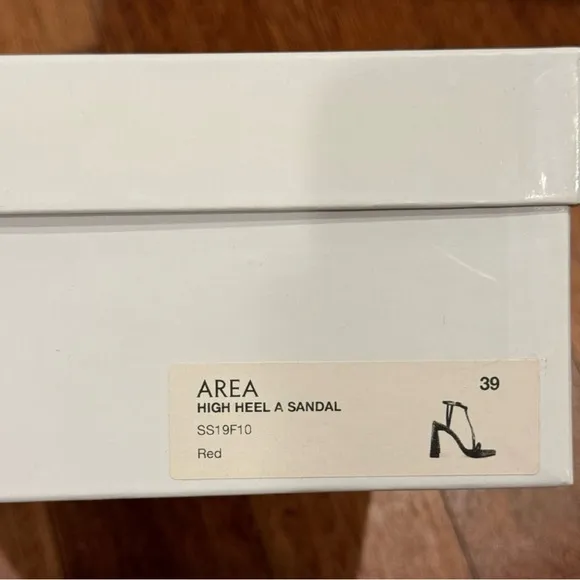 AREA
39
HIGH HEEL A SANDAL
SS19F10
Red